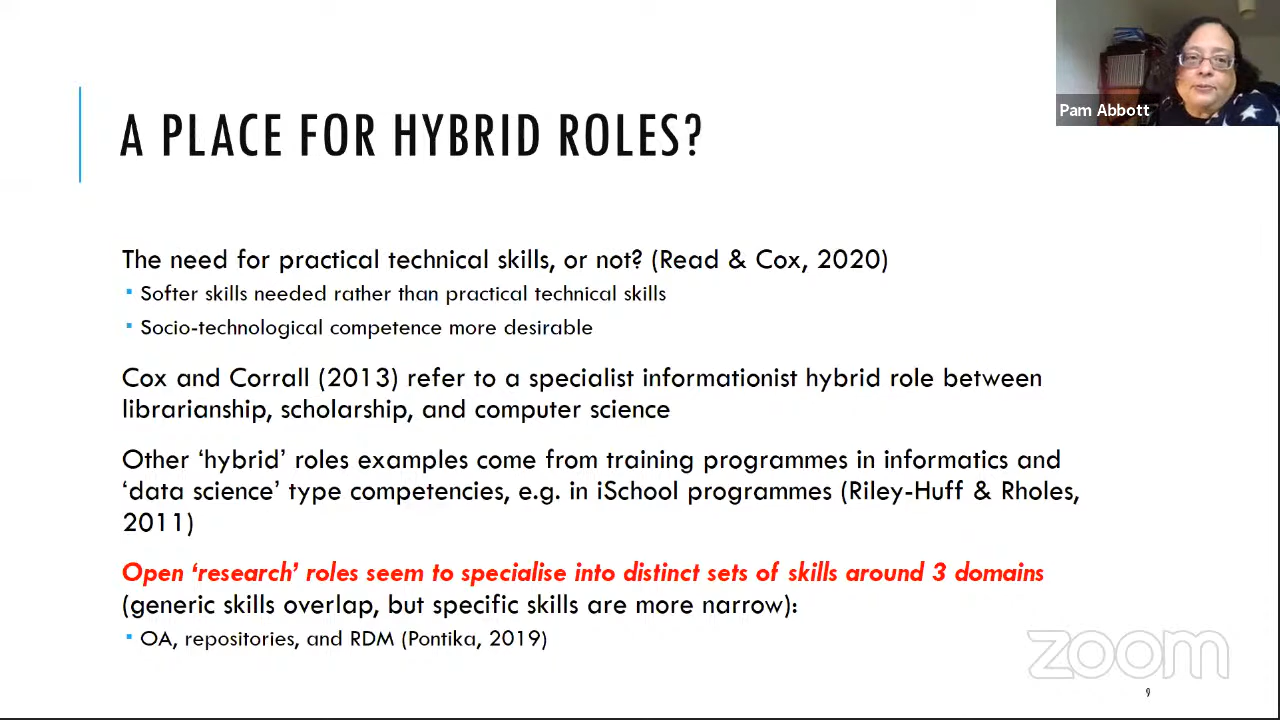 Pam Abbott
A PLACE FOR HYBRID ROLES?
The need for practical technical skills, or not? (Read & Cox, 2020)
▪ Softer skills needed rather than practical technical skills
▪ Socio-technological competence more desirable
Cox and Corrall (2013) refer to a specialist informationist hybrid role between
librarianship, scholarship, and computer science
Other ‘hybrid’ roles examples come from training programmes in informatics and
‘data science’ type competencies, e.g. in iSchool programmes (Riley-Huff & Rholes,
2011)
Open ‘research’ roles seem to specialise into distinct sets of skills around 3 domains
(generic skills overlap, but specific skills are more narrow):
▪ OA, repositories, and RDM (Pontika, 2019)
zoom
9